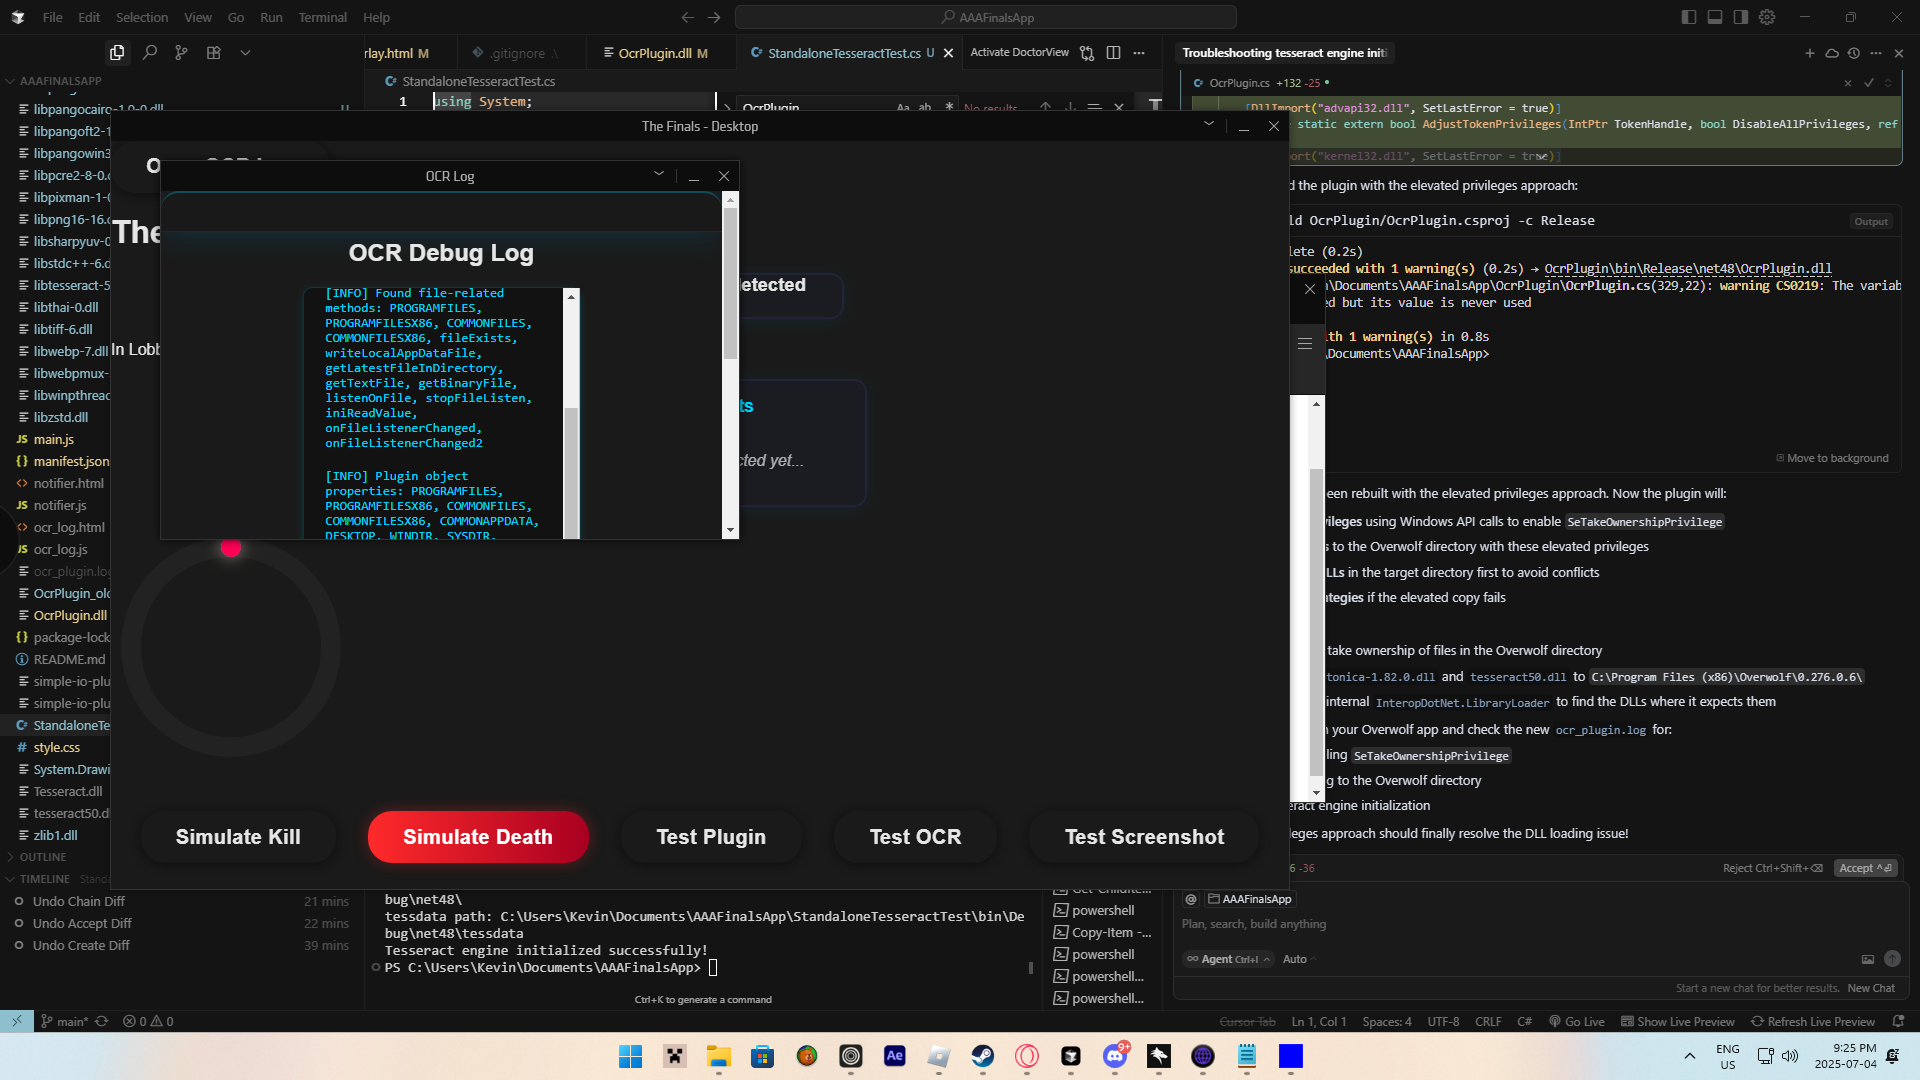 File Edit Selection View Go Run Terminal Help
AAAFinalsApp
rlay.html M
.gitignore
OcrPlugin.dll M
StandaloneTesseractTest.cs U
Activate DoctorView
Troubleshooting tesseract engine initi
AAAFINALSAPP
StandaloneTesseractTest.cs
OcrPlugin.cs +132 -25
1 using System;
OcrPlugin
Aa ab
No results
libpangocairo-1.0-0.dll
libpangoft2-1
libpangowin3
libpcre2-8-0.
libpixman-1-
libpng16-16.
libsharpyuv-0
libstdc++-6.d
libtesseract-5
libthai-0.dll
libtiff-6.dll
libwebp-7.dll
libwebpmux-
libwinpthread
libzstd.dll
main.js
manifest.json
notifier.html
notifier.js
ocr_log.html
ocr_log.js
ocr_plugin.log
OcrPlugin_old
OcrPlugin.dll
package-lock
README.md
simple-io-plu
simple-io-plu
StandaloneTe
style.css
System.Drawi
Tesseract.dll
tesseract50.dll
zlib1.dll
OUTLINE
TIMELINE Standa
Undo Chain Diff 21 mins
Undo Accept Diff 22 mins
Undo Create Diff 39 mins
The Finals - Desktop
The
In Lobb
OCR Log
OCR Debug Log
[INFO] Found file-related
methods: PROGRAMFILES,
PROGRAMFILESX86, COMMONFILES,
COMMONFILESX86, fileExists,
writeLocalAppDataFile,
getLatestFileInDirectory,
getTextFile, getBinaryFile,
listenOnFile, stopFileListen,
iniReadValue,
onFileListenerChanged,
onFileListenerChanged2
[INFO] Plugin object
properties: PROGRAMFILES,
PROGRAMFILESX86, COMMONFILES,
COMMONFILESX86, COMMONAPPDATA,
DESKTOP, WINDIR, SYSDIR,
etected
ts
cted yet...
Simulate Kill
Simulate Death
Test Plugin
Test OCR
Test Screenshot
[DllImport("advapi32.dll", SetLastError = true)]
static extern bool AdjustTokenPrivileges(IntPtr TokenHandle, bool DisableAllPrivileges, ref
ort("kernel32.dll", SetLastError = true)]
d the plugin with the elevated privileges approach:
ld OcrPlugin/OcrPlugin.csproj -c Release
Output
lete (0.2s)
succeeded with 1 warning(s) (0.2s) → OcrPlugin\bin\Release\net48\OcrPlugin.dll
n\Documents\AAAFinalsApp\OcrPlugin\OcrPlugin.cs(329,22): warning CS0219: The variab
ed but its value is never used
th 1 warning(s) in 0.8s
\Documents\AAAFinalsApp>
Move to background
een rebuilt with the elevated privileges approach. Now the plugin will:
vileges using Windows API calls to enable SeTakeOwnershipPrivilege
s to the Overwolf directory with these elevated privileges
LLs in the target directory first to avoid conflicts
ategies if the elevated copy fails
take ownership of files in the Overwolf directory
tonica-1.82.0.dll and tesseract50.dll to C:\Program Files (x86)\Overwolf\0.276.0.6\
internal InteropDotNet.LibraryLoader to find the DLLs where it expects them
n your Overwolf app and check the new ocr_plugin.log for:
ling SeTakeOwnershipPrivilege
g to the Overwolf directory
eract engine initialization
leges approach should finally resolve the DLL loading issue!
6 -36
Reject Ctrl+Shift+⌫
Accept ^⏎
AAAFinalsApp
Plan, search, build anything
Agent Ctrl+I
Auto
Start a new chat for better results. New Chat
bug\net48\
tessdata path: C:\Users\Kevin\Documents\AAAFinalsApp\StandaloneTesseractTest\bin\De
bug\net48\tessdata
Tesseract engine initialized successfully!
PS C:\Users\Kevin\Documents\AAAFinalsApp>
Ctrl+K to generate a command
powershell
Copy-Item -...
powershell
powershell...
powershell...
main* 0 0
Cursor Tab Ln 1, Col 1 Spaces: 4 UTF-8 CRLF C# Go Live Show Live Preview Refresh Live Preview
Ae
9+
ENG
US
9:25 PM
2025-07-04